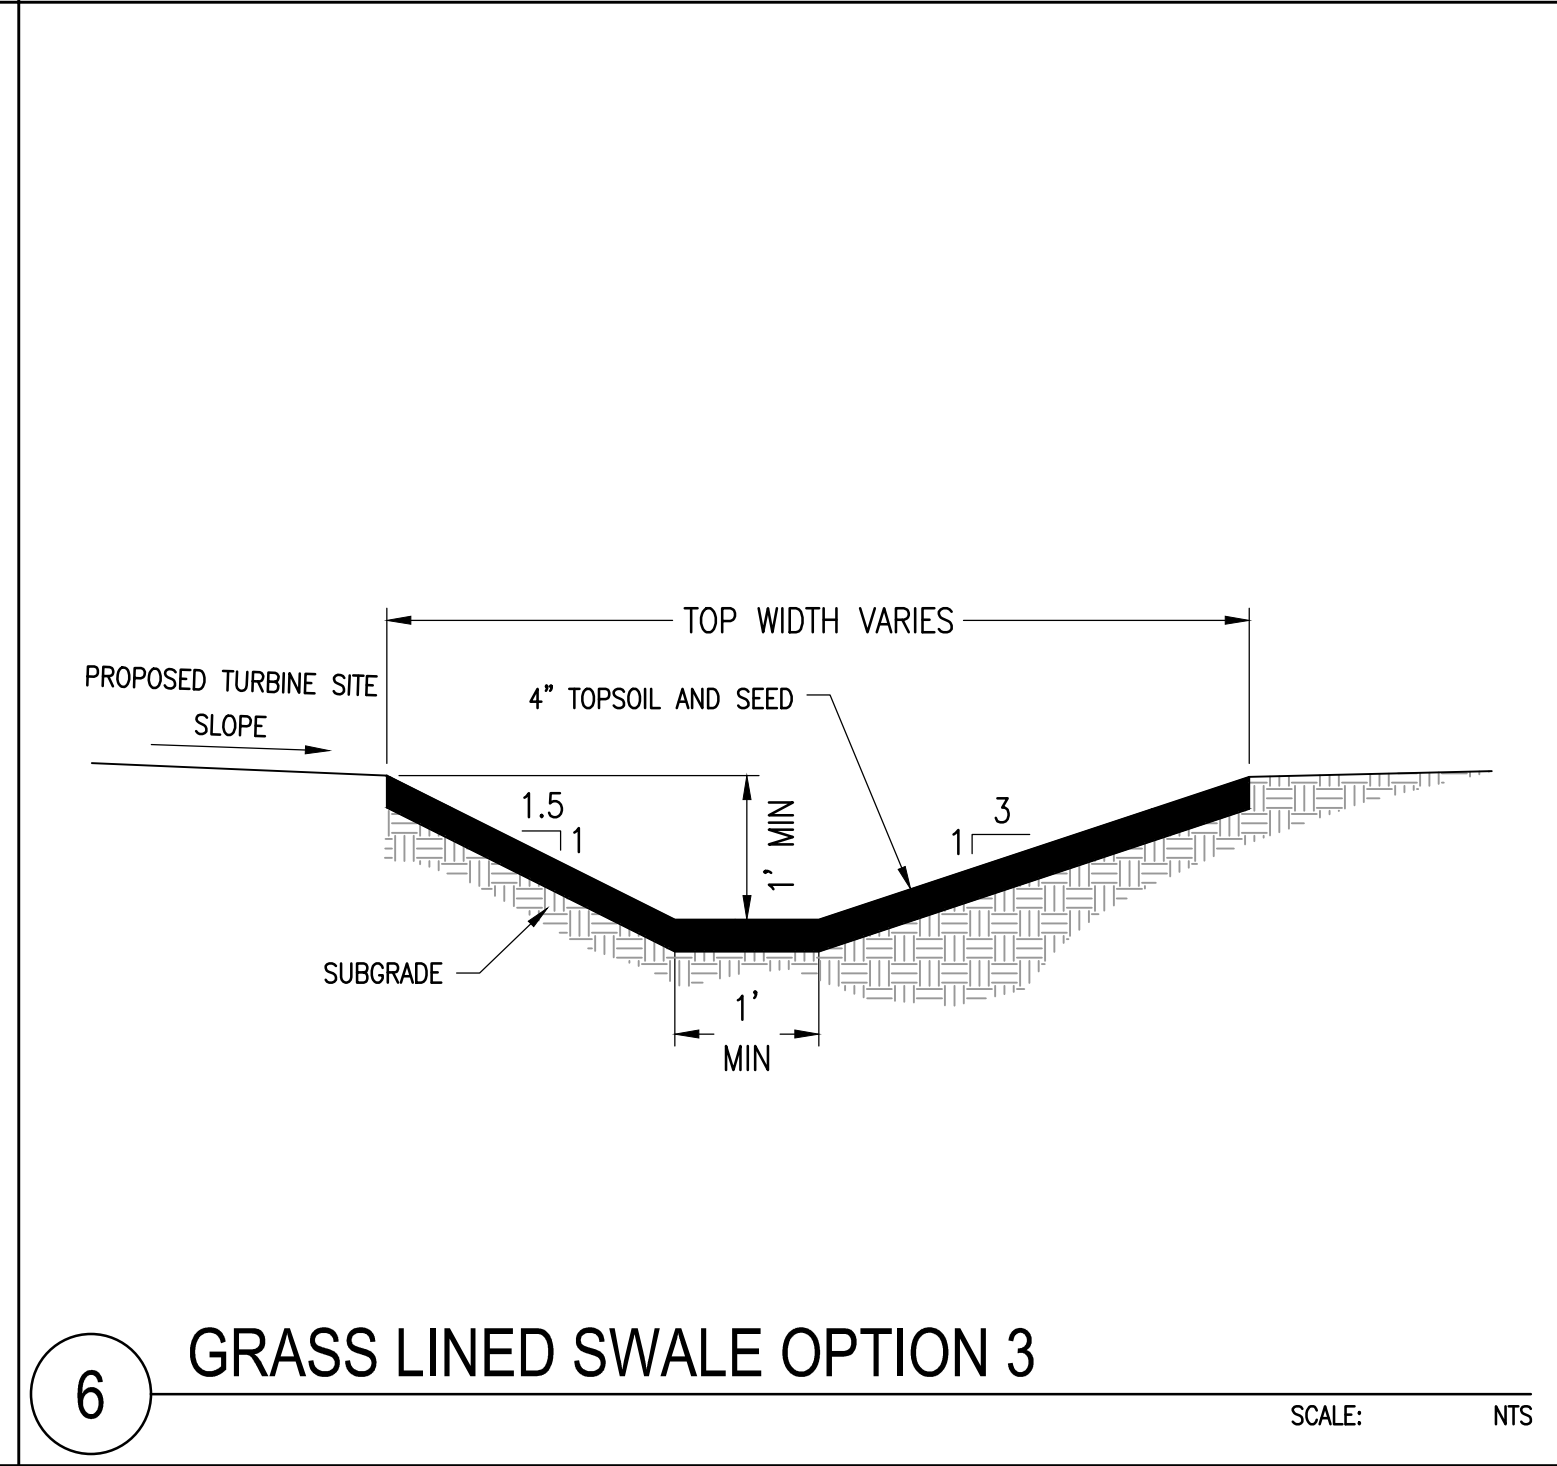 TOP WIDTH VARIES
PROPOSED TURBINE SITE
SLOPE
4" TOPSOIL AND SEED
1.5
1
1' MIN
3
1
SUBGRADE
1'
MIN
GRASS LINED SWALE OPTION 3
6
SCALE: NTS